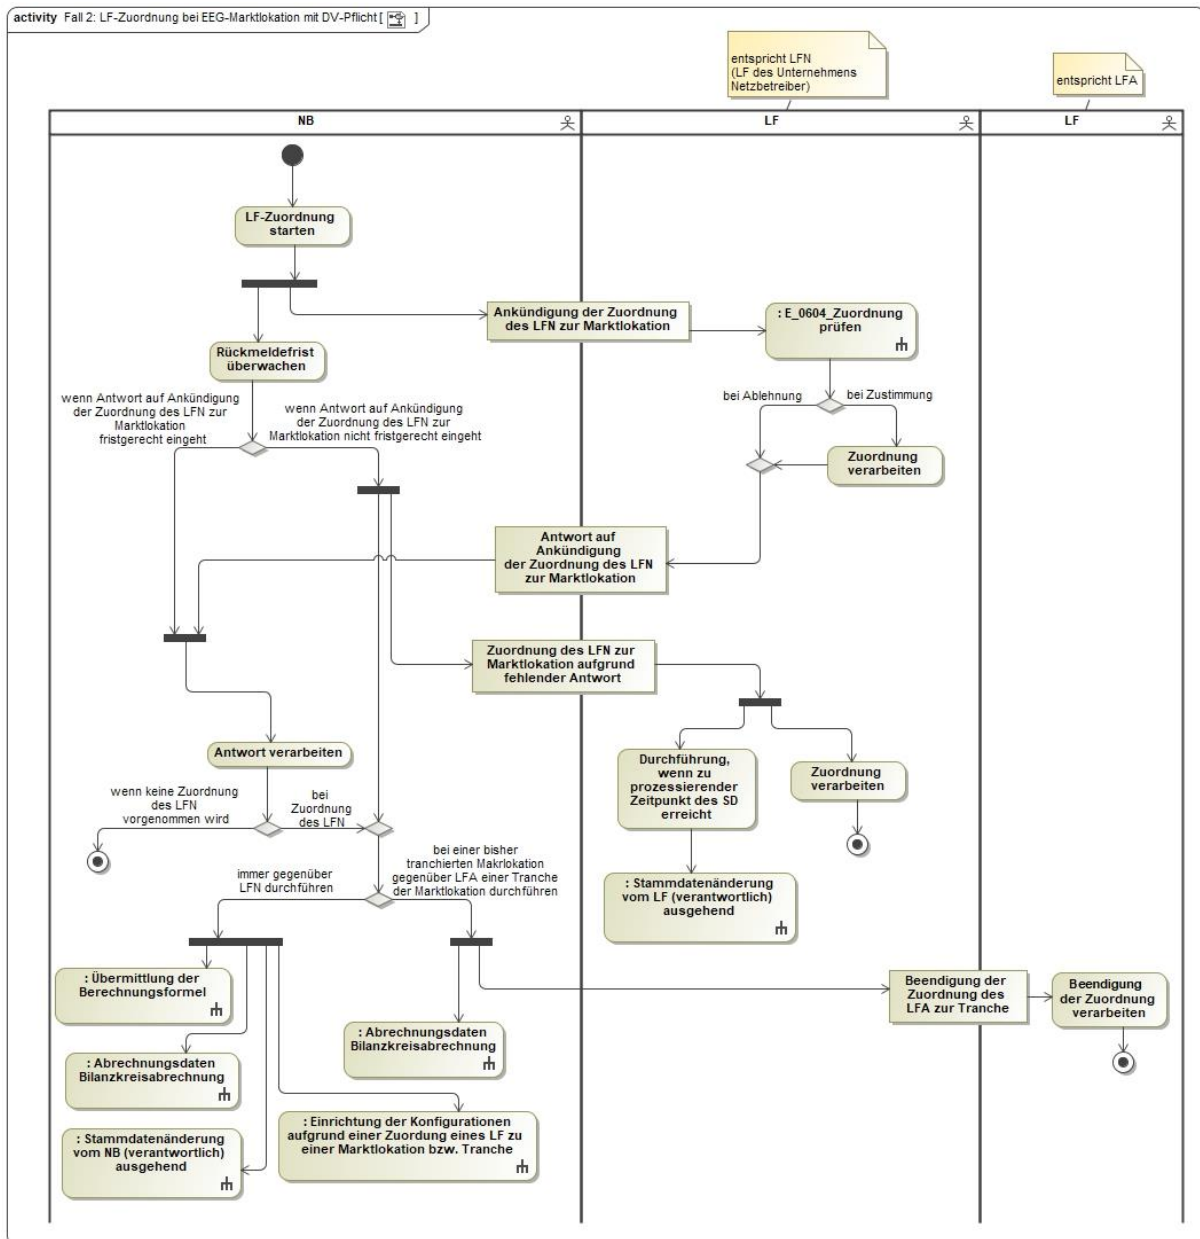 activity Fall 2: LF-Zuordnung bei EEG-Marktlokation mit DV-Pflicht [ ]
entspricht LFN
(LF des Unternehmens
Netzbetreiber)
entspricht LFA
NB
LF
LF
LF-Zuordnung
starten
Ankündigung der Zuordnung
des LFN zur Marktlokation
: E_0604_Zuordnung
prüfen
Rückmeldefrist
überwachen
wenn Antwort auf Ankündigung
der Zuordnung des LFN zur
Marktlokation
fristgerecht eingeht
wenn Antwort auf Ankündigung
der Zuordnung des LFN zur
Marktlokation nicht fristgerecht eingeht
bei Ablehnung
bei Zustimmung
Zuordnung
verarbeiten
Antwort auf
Ankündigung
der Zuordnung des LFN
zur Marktlokation
Zuordnung des LFN zur
Marktlokation aufgrund
fehlender Antwort
Antwort verarbeiten
Durchführung,
wenn zu
prozessierender
Zeitpunkt des SD
erreicht
Zuordnung
verarbeiten
wenn keine Zuordnung
des LFN
vorgenommen wird
bei
Zuordnung
des LFN
immer gegenüber
LFN durchführen
bei einer bisher
tranchierten Makrlokation
gegenüber LFA einer Tranche
der Marktlokation durchführen
: Stammdatenänderung
vom LF (verantwortlich)
ausgehend
: Übermittlung der
Berechnungsformel
Beendigung der
Zuordnung des
LFA zur Tranche
Beendigung
der Zuordnung
verarbeiten
: Abrechnungsdaten
Bilanzkreisabrechnung
: Abrechnungsdaten
Bilanzkreisabrechnung
: Einrichtung der Konfigurationen
aufgrund einer Zuordung eines LF zu
einer Marktlokation bzw. Tranche
: Stammdatenänderung
vom NB (verantwortlich)
ausgehend